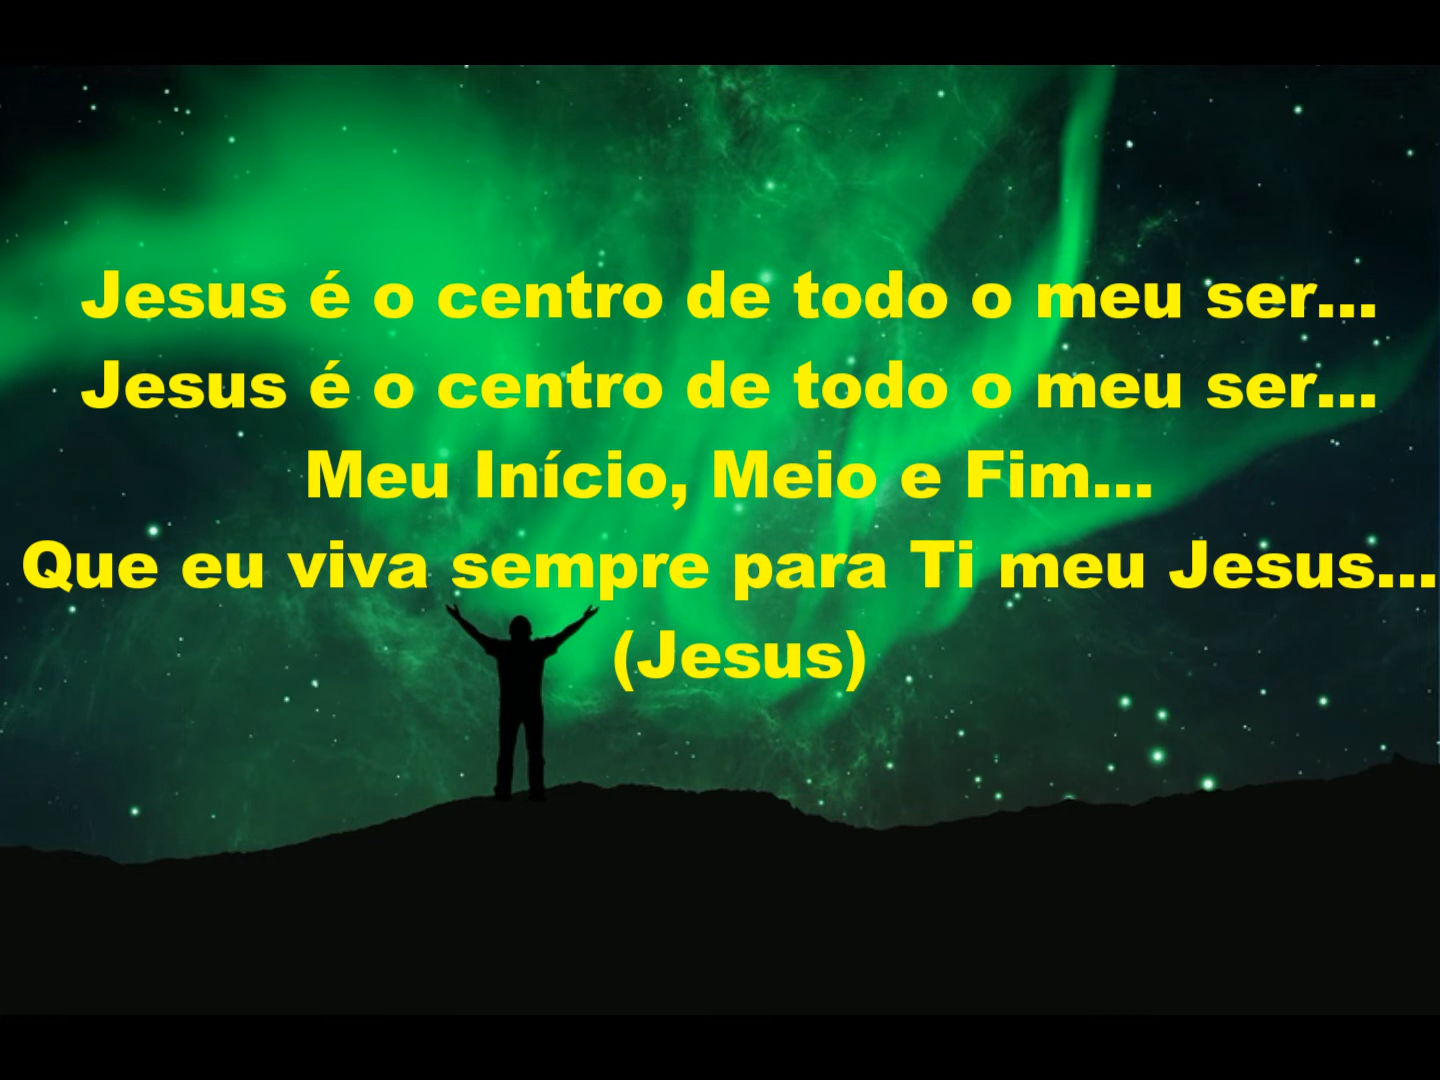 Jesus é o centro de todo o meu ser...
Jesus é o centro de todo o meu ser...
Meu Início, Meio e Fim...
Que eu viva sempre para Ti meu Jesus...
(Jesus)